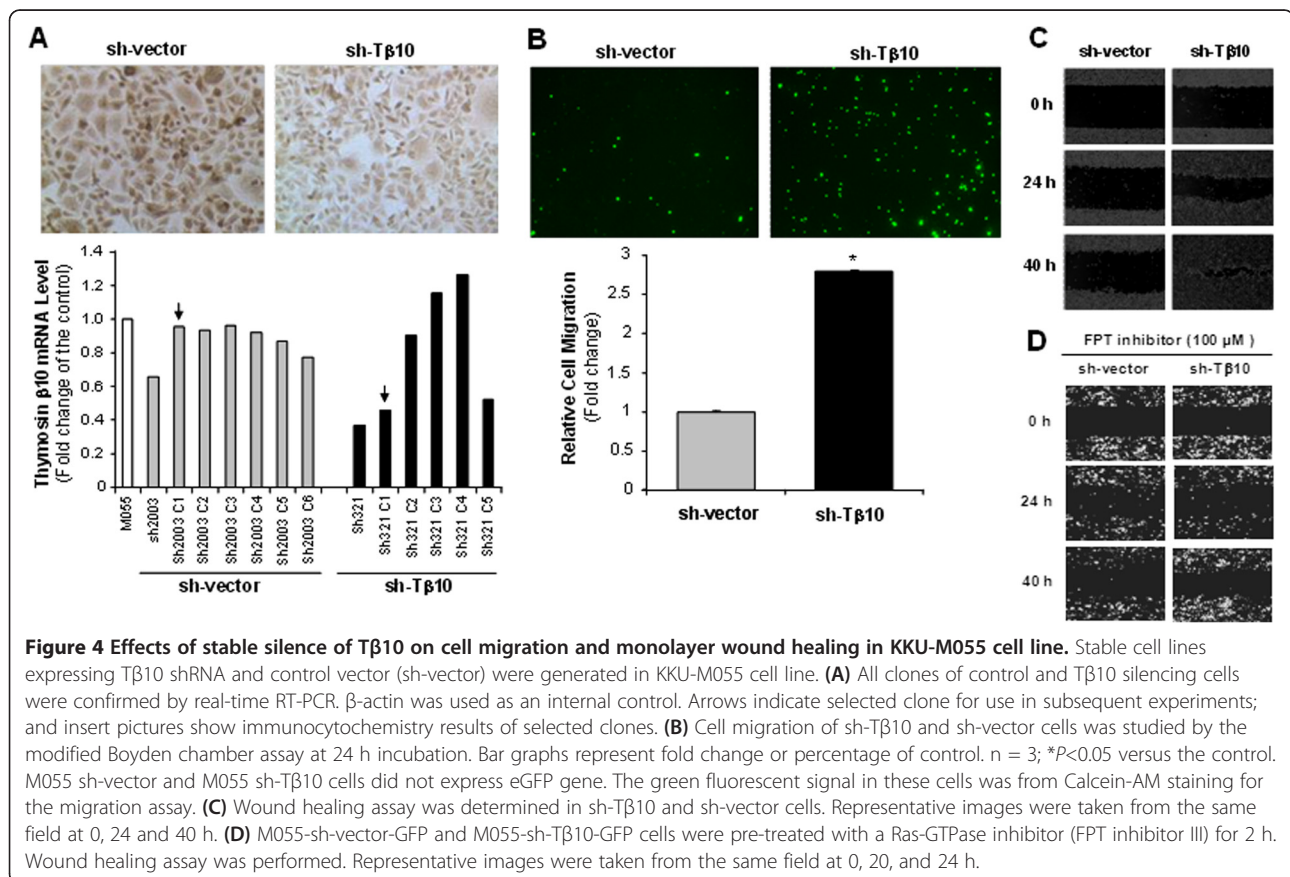 A
sh-vector
sh-Tβ10
Thymosin β10 mRNA Level
(Fold change of the control)
1.4
1.2
1.0
0.8
0.6
0.4
0.2
0
M055
sh2003
Sh2003 C1
Sh2003 C2
Sh2003 C3
Sh2003 C4
Sh2003 C5
Sh2003 C6
Sh321
Sh321 C1
Sh321 C2
Sh321 C3
Sh321 C4
Sh321 C5
sh-vector
sh-Tβ10
B
sh-vector
sh-Tβ10
Relative Cell Migration
(Fold change)
3
2.5
2
1.5
1
0.5
0
*
sh-vector
sh-Tβ10
C
sh-vector
sh-Tβ10
0 h
24 h
40 h
D
FPT inhibitor (100 µM )
sh-vector
sh-Tβ10
0 h
24 h
40 h
Figure 4 Effects of stable silence of Tβ10 on cell migration and monolayer wound healing in KKU-M055 cell line. Stable cell lines
expressing Tβ10 shRNA and control vector (sh-vector) were generated in KKU-M055 cell line. (A) All clones of control and Tβ10 silencing cells
were confirmed by real-time RT-PCR. β-actin was used as an internal control. Arrows indicate selected clone for use in subsequent experiments;
and insert pictures show immunocytochemistry results of selected clones. (B) Cell migration of sh-Tβ10 and sh-vector cells was studied by the
modified Boyden chamber assay at 24 h incubation. Bar graphs represent fold change or percentage of control. n = 3; *P<0.05 versus the control.
M055 sh-vector and M055 sh-Tβ10 cells did not express eGFP gene. The green fluorescent signal in these cells was from Calcein-AM staining for
the migration assay. (C) Wound healing assay was determined in sh-Tβ10 and sh-vector cells. Representative images were taken from the same
field at 0, 24 and 40 h. (D) M055-sh-vector-GFP and M055-sh-Tβ10-GFP cells were pre-treated with a Ras-GTPase inhibitor (FPT inhibitor III) for 2 h.
Wound healing assay was performed. Representative images were taken from the same field at 0, 20, and 24 h.